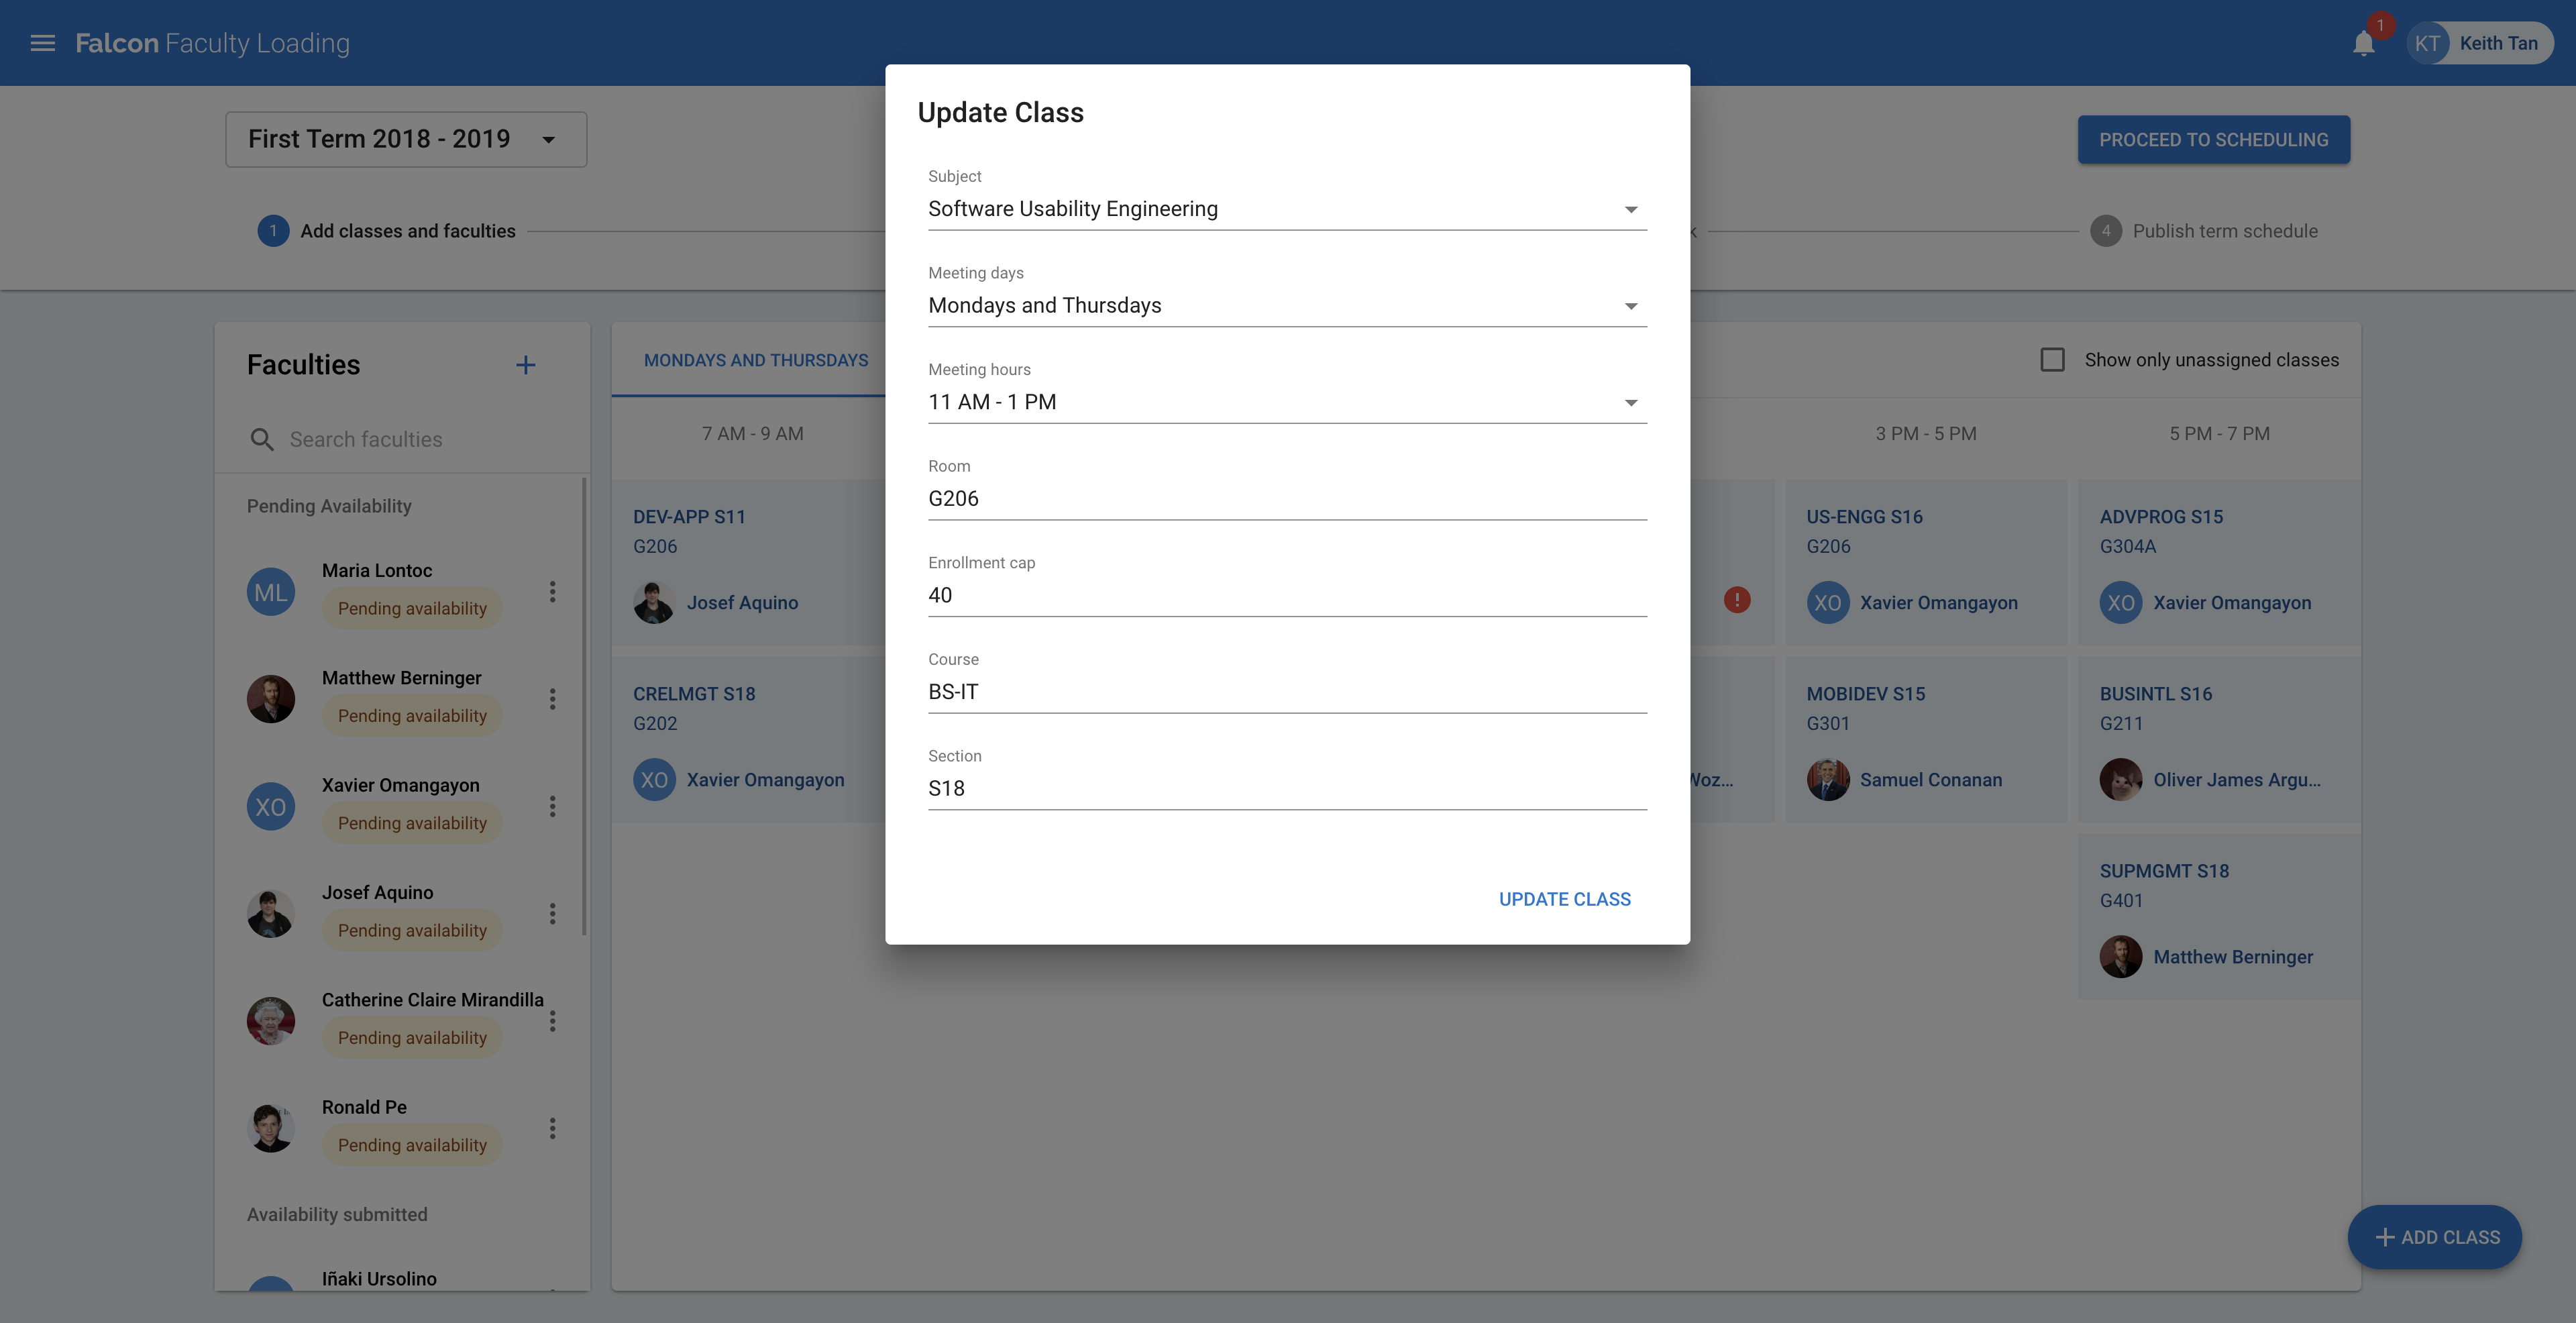 Falcon Faculty Loading
1
KT
Keith Tan
First Term 2018 - 2019
PROCEED TO SCHEDULING
1
Add classes and faculties
4
Publish term schedule
Faculties
Search faculties
Pending Availability
ML
Maria Lontoc
Pending availability
Matthew Berninger
Pending availability
XO
Xavier Omangayon
Pending availability
Josef Aquino
Pending availability
Catherine Claire Mirandilla
Pending availability
Ronald Pe
Pending availability
Availability submitted
Iñaki Ursolino
MONDAYS AND THURSDAYS
Show only unassigned classes
7 AM - 9 AM
3 PM - 5 PM
5 PM - 7 PM
DEV-APP S11
G206
Josef Aquino
CRELMGT S18
G202
XO
Xavier Omangayon
Woz...
US-ENGG S16
G206
XO
Xavier Omangayon
MOBIDEV S15
G301
Samuel Conanan
ADVPROG S15
G304A
XO
Xavier Omangayon
BUSINTL S16
G211
Oliver James Argu...
SUPMGMT S18
G401
Matthew Berninger
+ ADD CLASS
Update Class
Subject
Software Usability Engineering
Meeting days
Mondays and Thursdays
Meeting hours
11 AM - 1 PM
Room
G206
Enrollment cap
40
Course
BS-IT
Section
S18
UPDATE CLASS